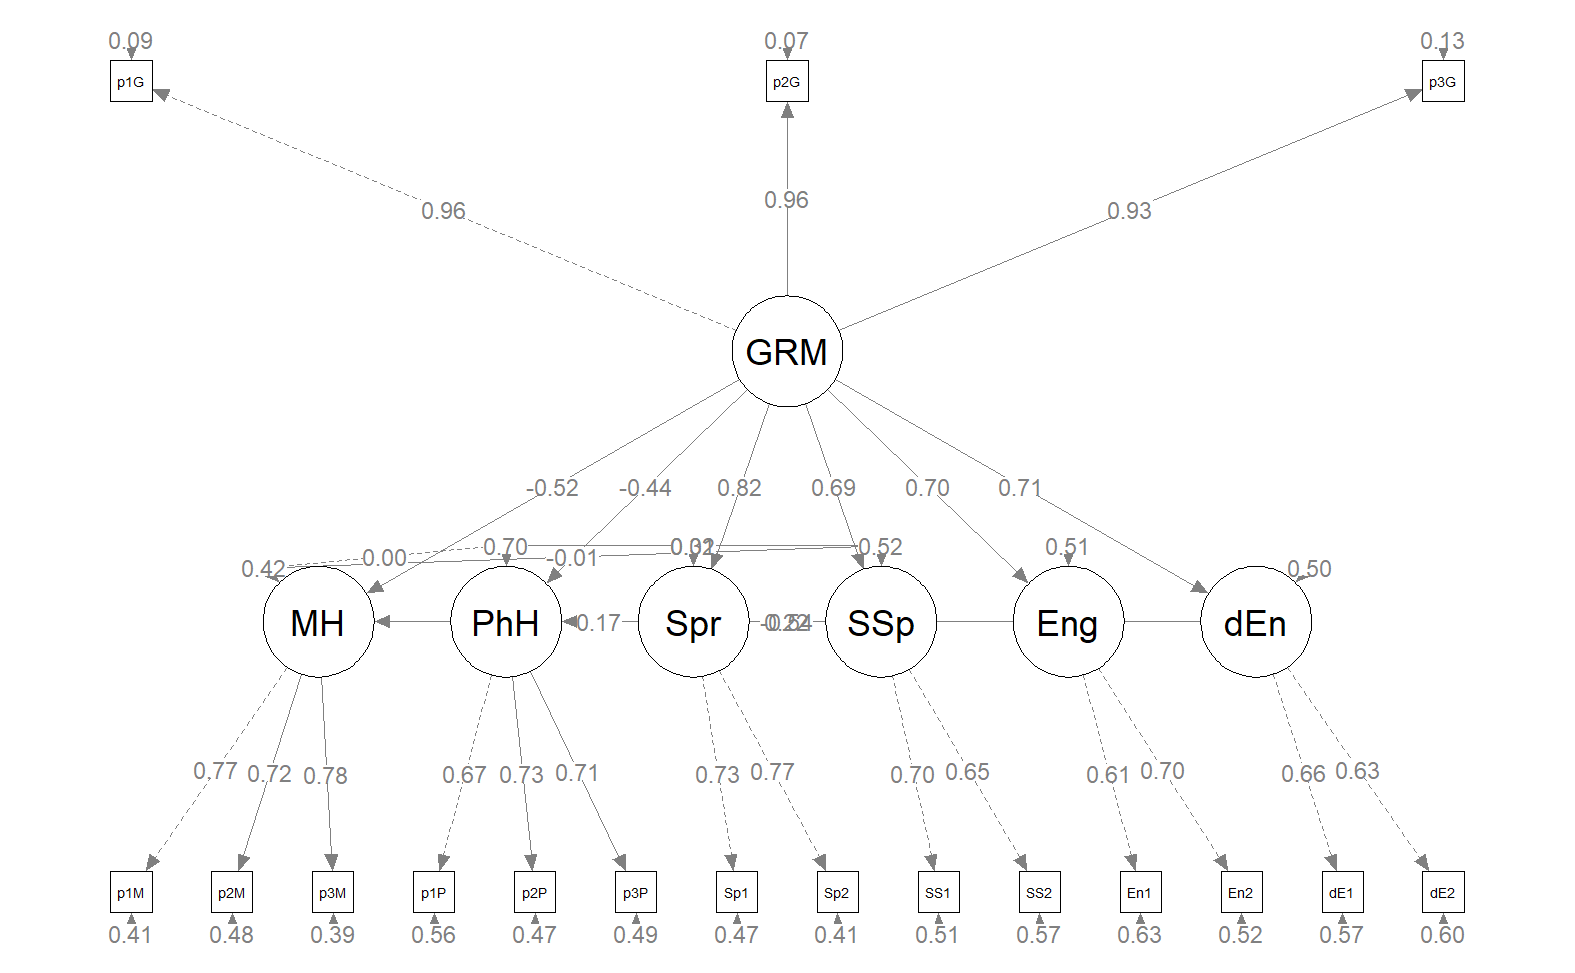 0.09 0.07 0.13
p1G p2G p3G
0.96 0.96 0.93
GRM
-0.52 -0.44 0.82 0.69 0.70 0.71
0.42 0.00 0.70 -0.01 0.52 0.51 0.50
MH PhH Spr SSp Eng dEn
0.17
0.77 0.72 0.78 0.67 0.73 0.71 0.73 0.77 0.70 0.65 0.61 0.70 0.66 0.63
p1M p2M p3M p1P p2P p3P Sp1 Sp2 SS1 SS2 En1 En2 dE1 dE2
0.41 0.48 0.39 0.56 0.47 0.49 0.47 0.41 0.51 0.57 0.63 0.52 0.57 0.60